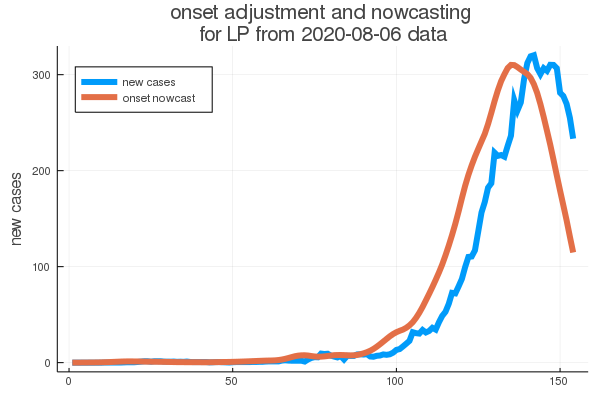 onset adjustment and nowcasting
for LP from 2020-08-06 data
new cases
onset nowcast
new cases
300
200
100
0
0
50
100
150